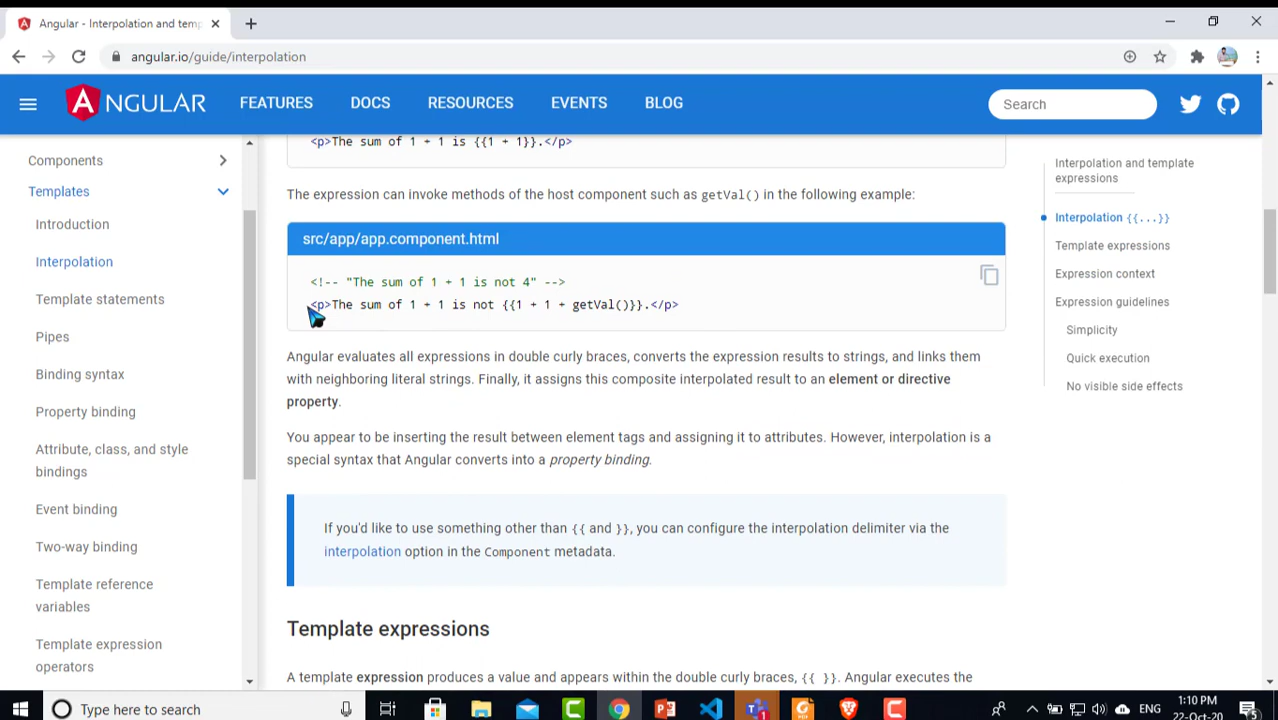 Angular - Interpolation and temp
angular.io/guide/interpolation
ANGULAR
FEATURES
DOCS
RESOURCES
EVENTS
BLOG
Search
Components
Templates
Introduction
Interpolation
Template statements
Pipes
Binding syntax
Property binding
Attribute, class, and style
bindings
Event binding
Two-way binding
Template reference
variables
Template expression
operators
<p>The sum of 1 + 1 is {{1 + 1}}.</p>
The expression can invoke methods of the host component such as getVal() in the following example:
src/app/app.component.html
<!-- "The sum of 1 + 1 is not 4" -->
<p>The sum of 1 + 1 is not {{1 + 1 + getVal()}}.</p>
Angular evaluates all expressions in double curly braces, converts the expression results to strings, and links them
with neighboring literal strings. Finally, it assigns this composite interpolated result to an element or directive
property.
You appear to be inserting the result between element tags and assigning it to attributes. However, interpolation is a
special syntax that Angular converts into a property binding.
If you'd like to use something other than {{ and }}, you can configure the interpolation delimiter via the
interpolation option in the Component metadata.
Template expressions
A template expression produces a value and appears within the double curly braces, {{ }}. Angular executes the
Interpolation and template
expressions
Interpolation {{...}}
Template expressions
Expression context
Expression guidelines
Simplicity
Quick execution
No visible side effects
Type here to search
ENG
1:10 PM
22-Oct-20
5
1